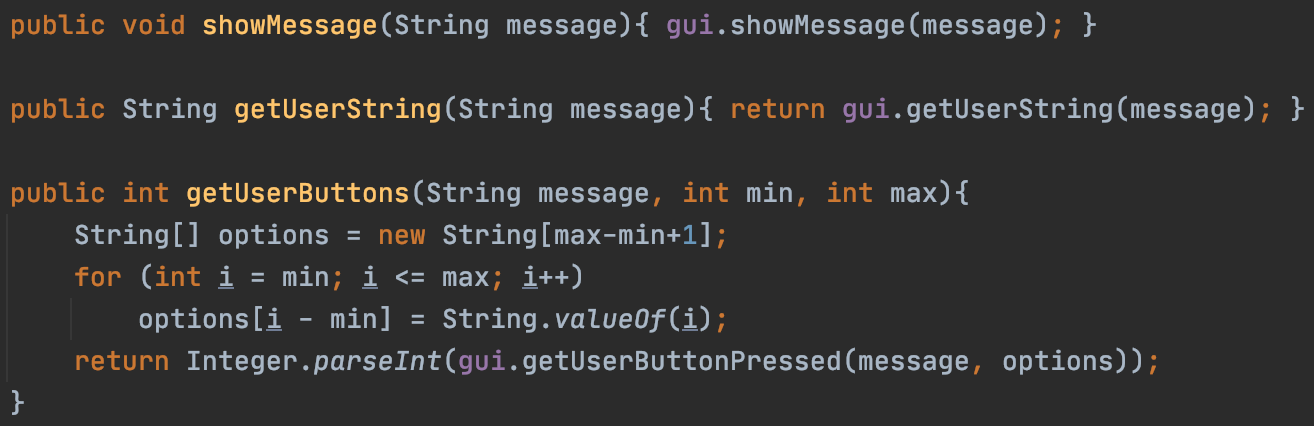 public void showMessage(String message){ gui.showMessage(message); }
public String getUserString(String message){ return gui.getUserString(message); }
public int getUserButtons(String message, int min, int max){
    String[] options = new String[max-min+1];
    for (int i = min; i <= max; i++)
        options[i - min] = String.valueOf(i);
    return Integer.parseInt(gui.getUserButtonPressed(message, options));
}